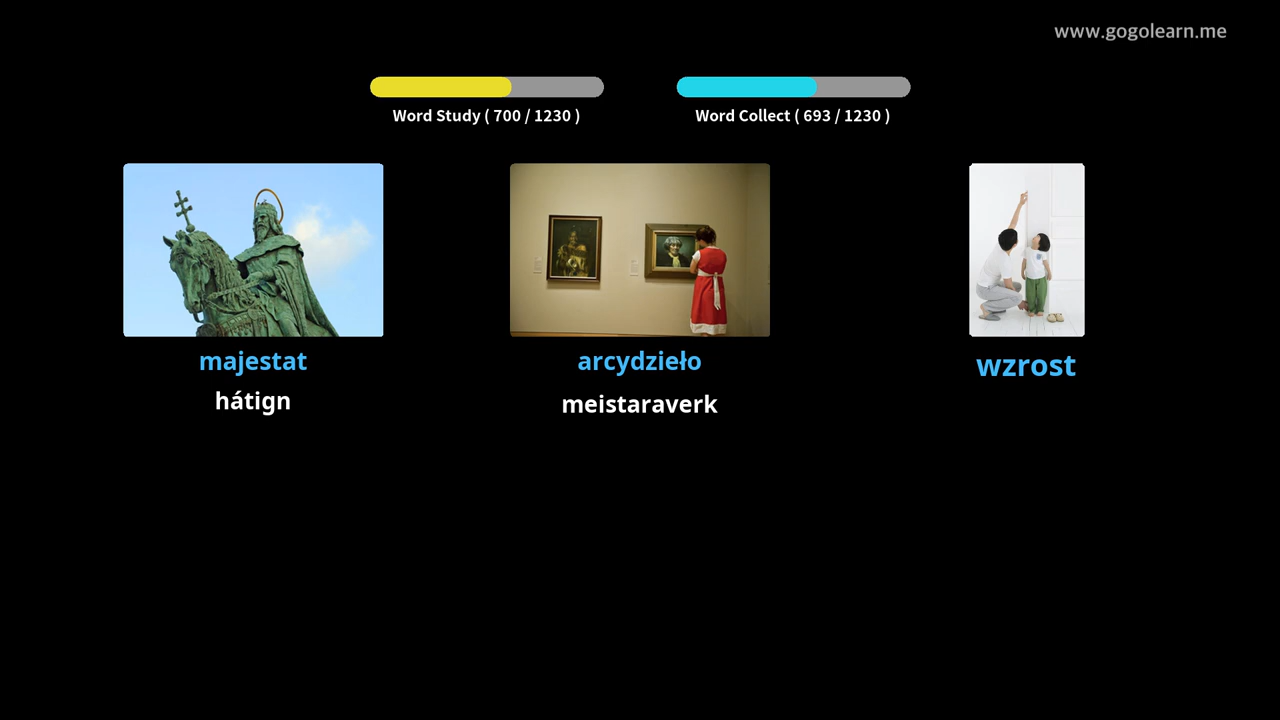 www.gogolearn.me
Word Study ( 700 / 1230 )
Word Collect ( 693 / 1230 )
majestat
hátign
arcydzieło
meistaraverk
wzrost